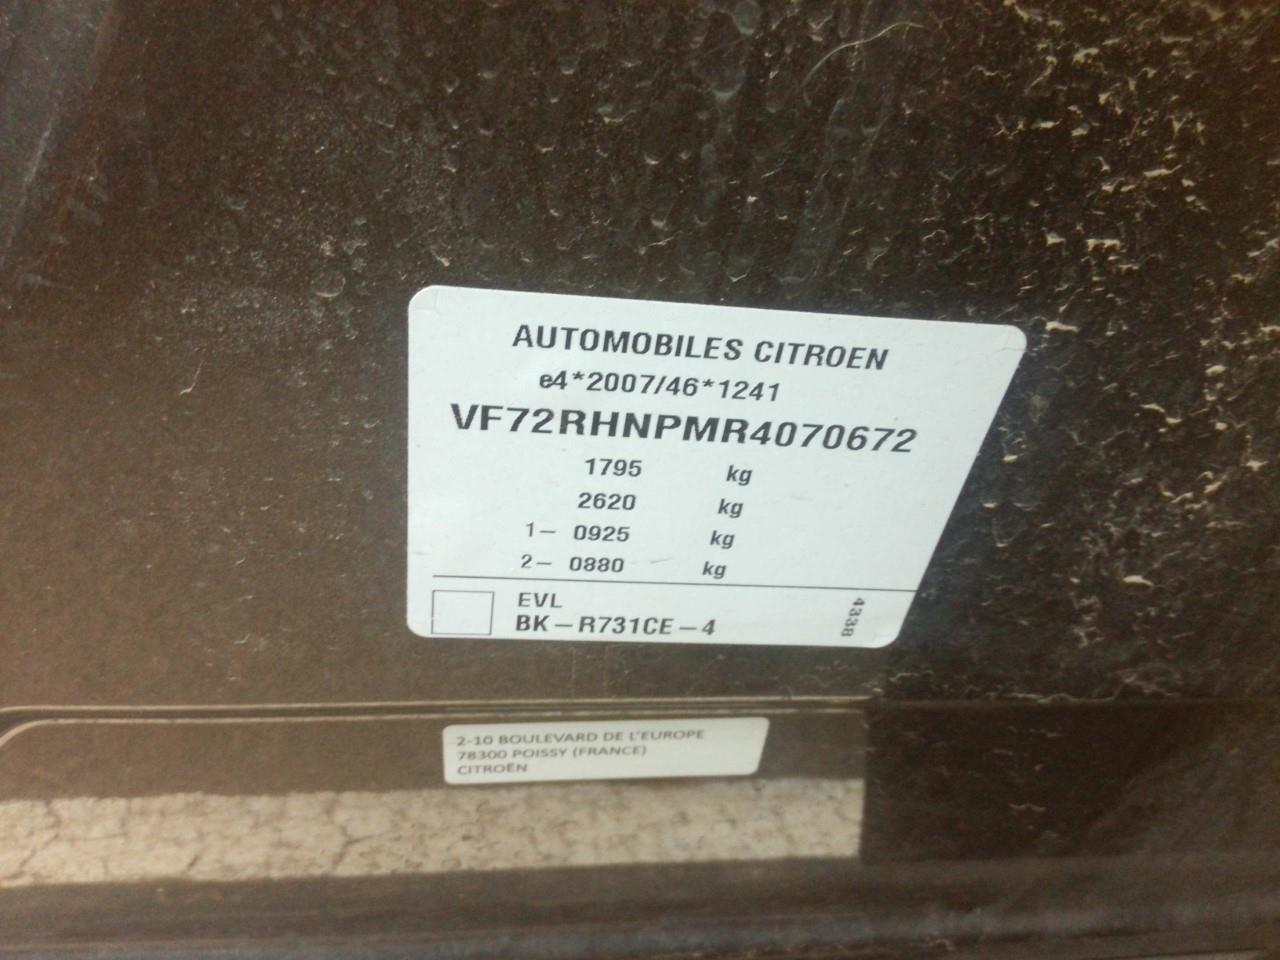 AUTOMOBILES CITROEN
e4*2007/46*1241
VF72RHNPMR4070672
1795 kg
2620 kg
1– 0925 kg
2– 0880 kg
EVL
BK–R731CE–4
4338
2-10 BOULEVARD DE L'EUROPE
78300 POISSY (FRANCE)
CITROËN